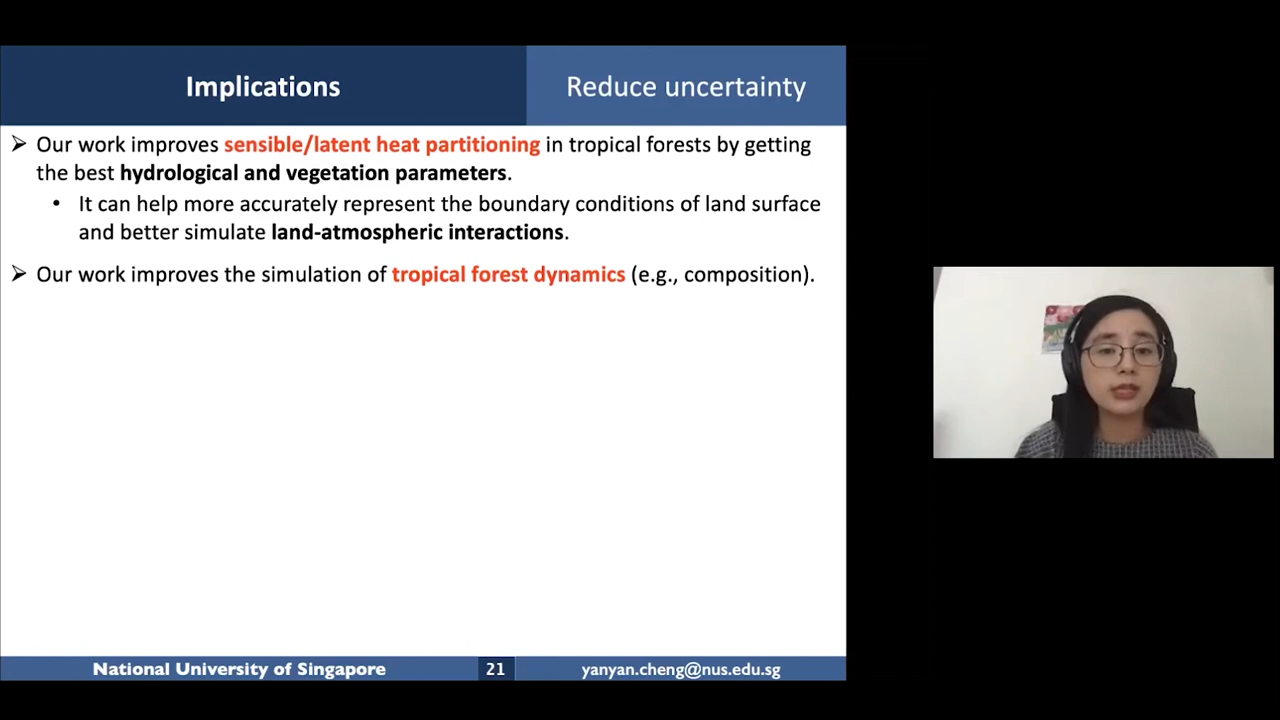 Implications
Reduce uncertainty
➢ Our work improves sensible/latent heat partitioning in tropical forests by getting
the best hydrological and vegetation parameters.
• It can help more accurately represent the boundary conditions of land surface
and better simulate land-atmospheric interactions.
➢ Our work improves the simulation of tropical forest dynamics (e.g., composition).
National University of Singapore
21
yanyan.cheng@nus.edu.sg